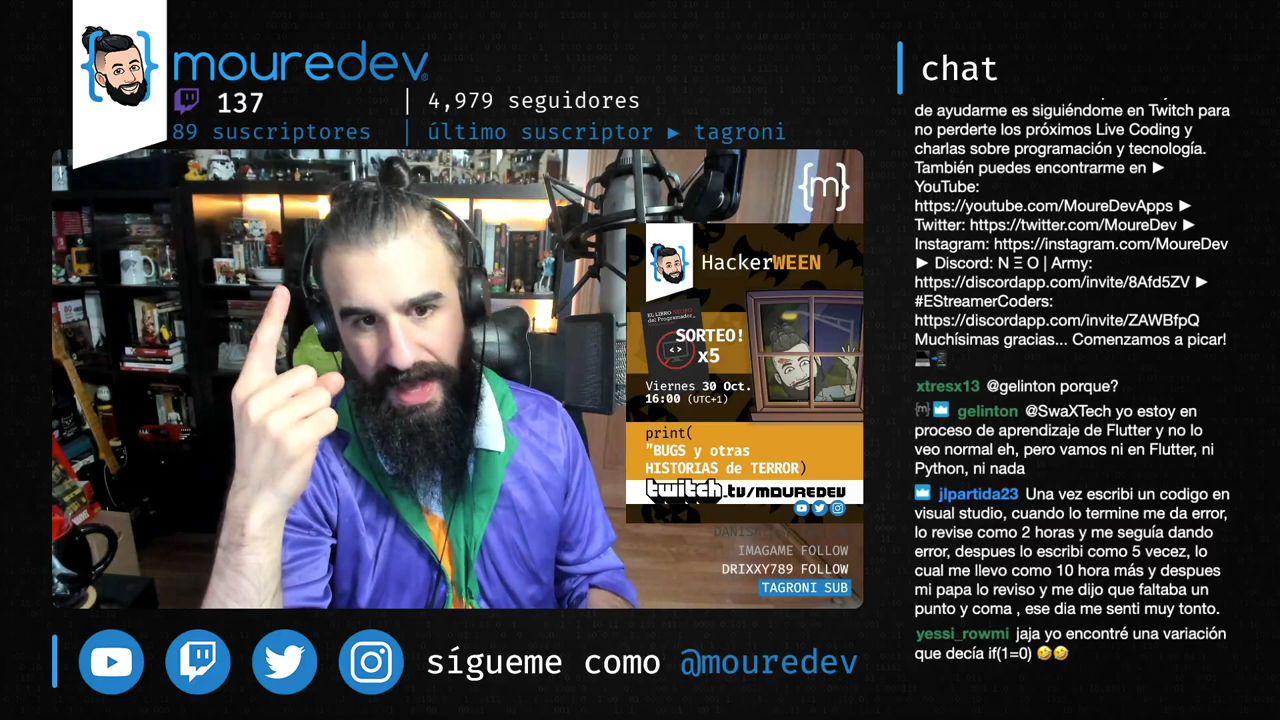 mouredev
137 | 4,979 seguidores
89 suscriptores | último suscriptor ► tagroni
{m}
HackerWEEN
EL LIBRO NEGRO
del Programador_
SORTEO!
x5
Viernes 30 Oct.
16:00 (UTC+1)
print(
"BUGS y otras
HISTORIAS de TERROR)
twitch.tv/MOUREDEV
IMAGAME FOLLOW
DRIXXY789 FOLLOW
TAGRONI SUB
sígueme como @mouredev
chat
de ayudarme es siguiéndome en Twitch para
no perderte los próximos Live Coding y
charlas sobre programación y tecnología.
También puedes encontrarme en ►
YouTube:
https://youtube.com/MoureDevApps ►
Twitter: https://twitter.com/MoureDev ►
Instagram: https://instagram.com/MoureDev
► Discord: N Ξ O | Army:
https://discordapp.com/invite/8Afd5ZV ►
#EStreamerCoders:
https://discordapp.com/invite/ZAWBfpQ
Muchísimas gracias... Comenzamos a picar!
xtresx13 @gelinton porque?
{m} gelinton @SwaXTech yo estoy en
proceso de aprendizaje de Flutter y no lo
veo normal eh, pero vamos ni en Flutter, ni
Python, ni nada
jlpartida23 Una vez escribi un codigo en
visual studio, cuando lo termine me da error,
lo revise como 2 horas y me seguía dando
error, despues lo escribi como 5 vecez, lo
cual me llevo como 10 hora más y despues
mi papa lo reviso y me dijo que faltaba un
punto y coma , ese dia me senti muy tonto.
yessi_rowmi jaja yo encontré una variación
que decía if(1=0) 🤣🤣